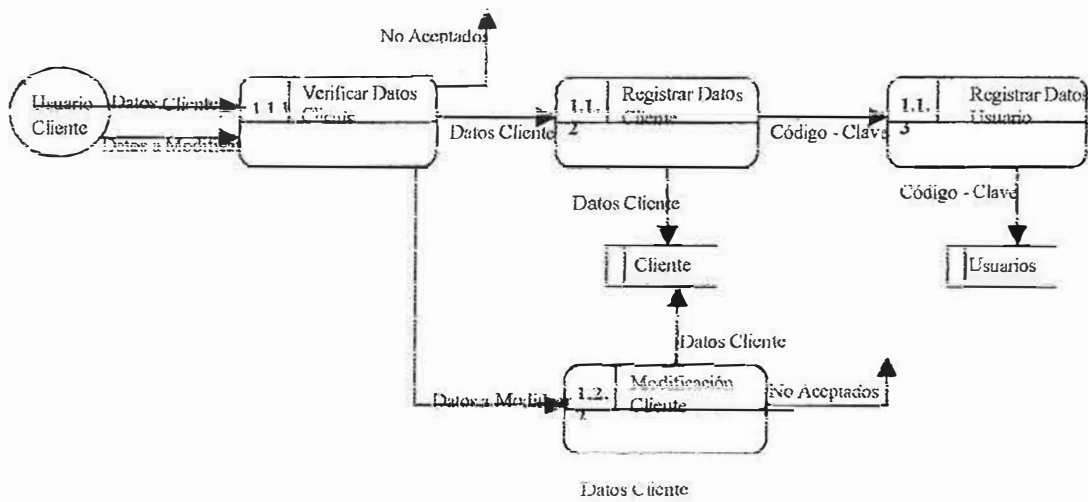 No Aceptados
Usuario
Cliente
Datos Cliente
Datos a Modificar
1.1.1
Verificar Datos
Datos Cliente
1.1.
2
Registrar Datos
Cliente
Código - Clave
1.1.
3
Registrar Datos
Usuario
Datos Cliente
Código - Clave
Cliente
Usuarios
Datos Cliente
Datos a Modificar
1.2.
2
Modificación
Cliente
No Aceptados
Datos Cliente